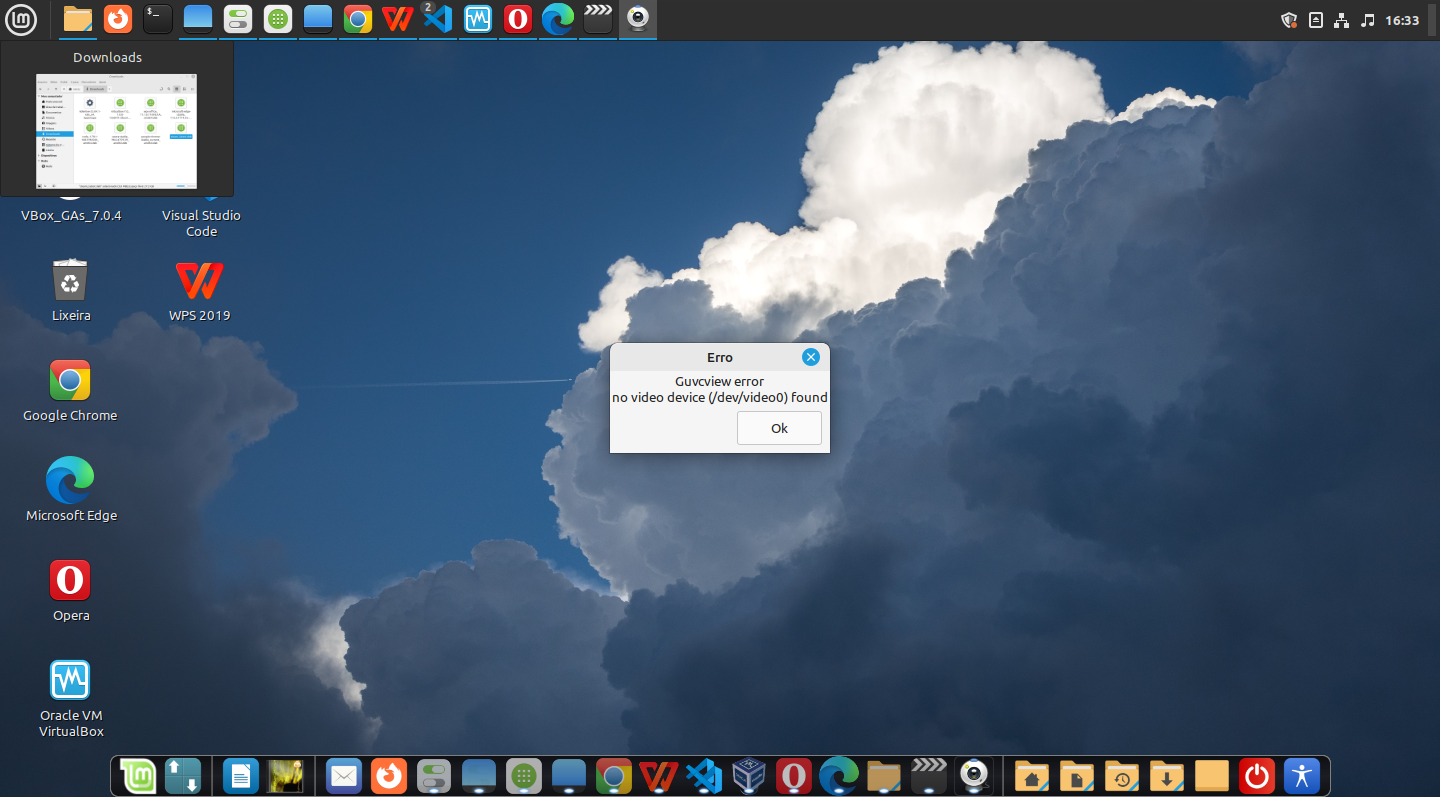 2
16:33
Downloads
VBox_GAs_7.0.4
Visual Studio
Code
Lixeira
WPS 2019
Erro
Guvcview error
no video device (/dev/video0) found
Ok
Google Chrome
Microsoft Edge
Opera
Oracle VM
VirtualBox